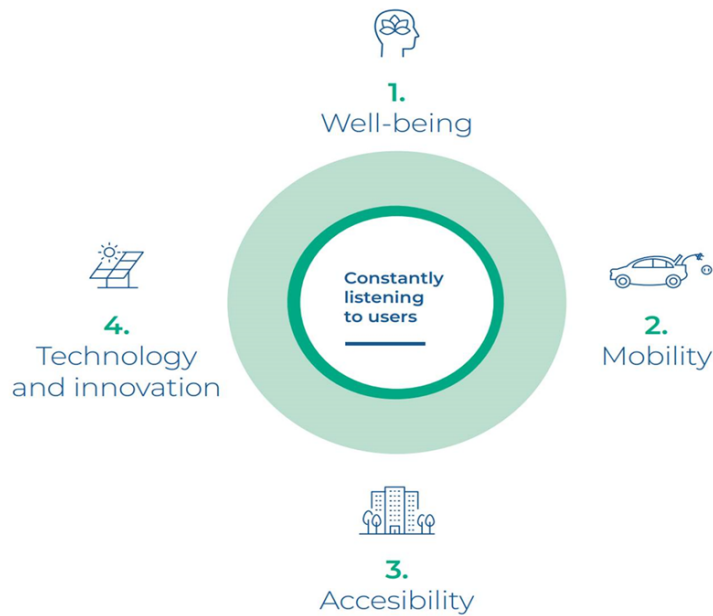 1.
Well-being
Constantly
listening
to users
2.
Mobility
3.
Accesibility
4.
Technology
and innovation